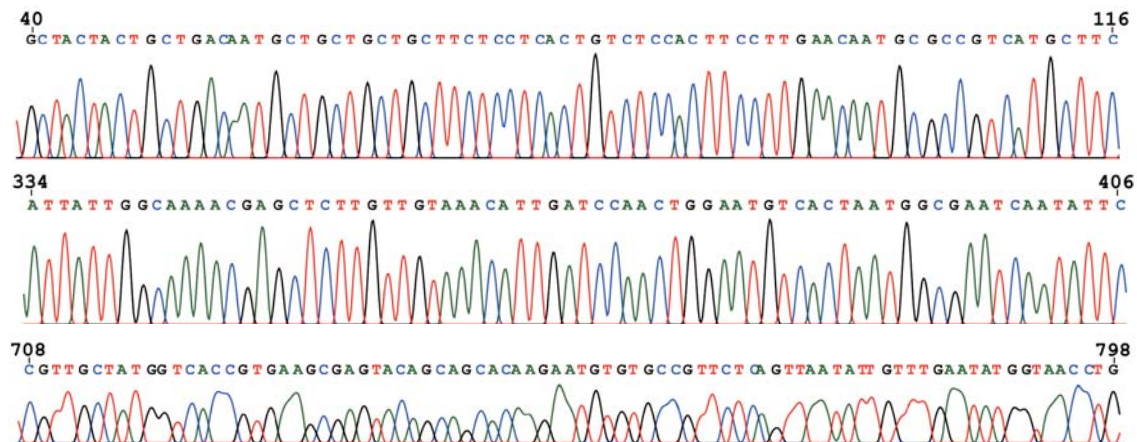 40 116
GCTACTACTGCTGACAATGCTGCTGCTGCTTCTCCTCACTGTCTCCACTTCCTTGAACAATGCGCCGTCATGCTTC
334 406
ATTATTGGCAAAACGAGCTCTTGTTGTAAACATTGATCCAACTGGAATGTCACTAATGGCGAATCAATATTC
708 798
CGTTGCTATGGTCACCGTGAAGCGAGTACAGCAGCACAAGAATGTGTGCCGTTCTCAGTTAATATTGTTTGAATATGGTAACCTG